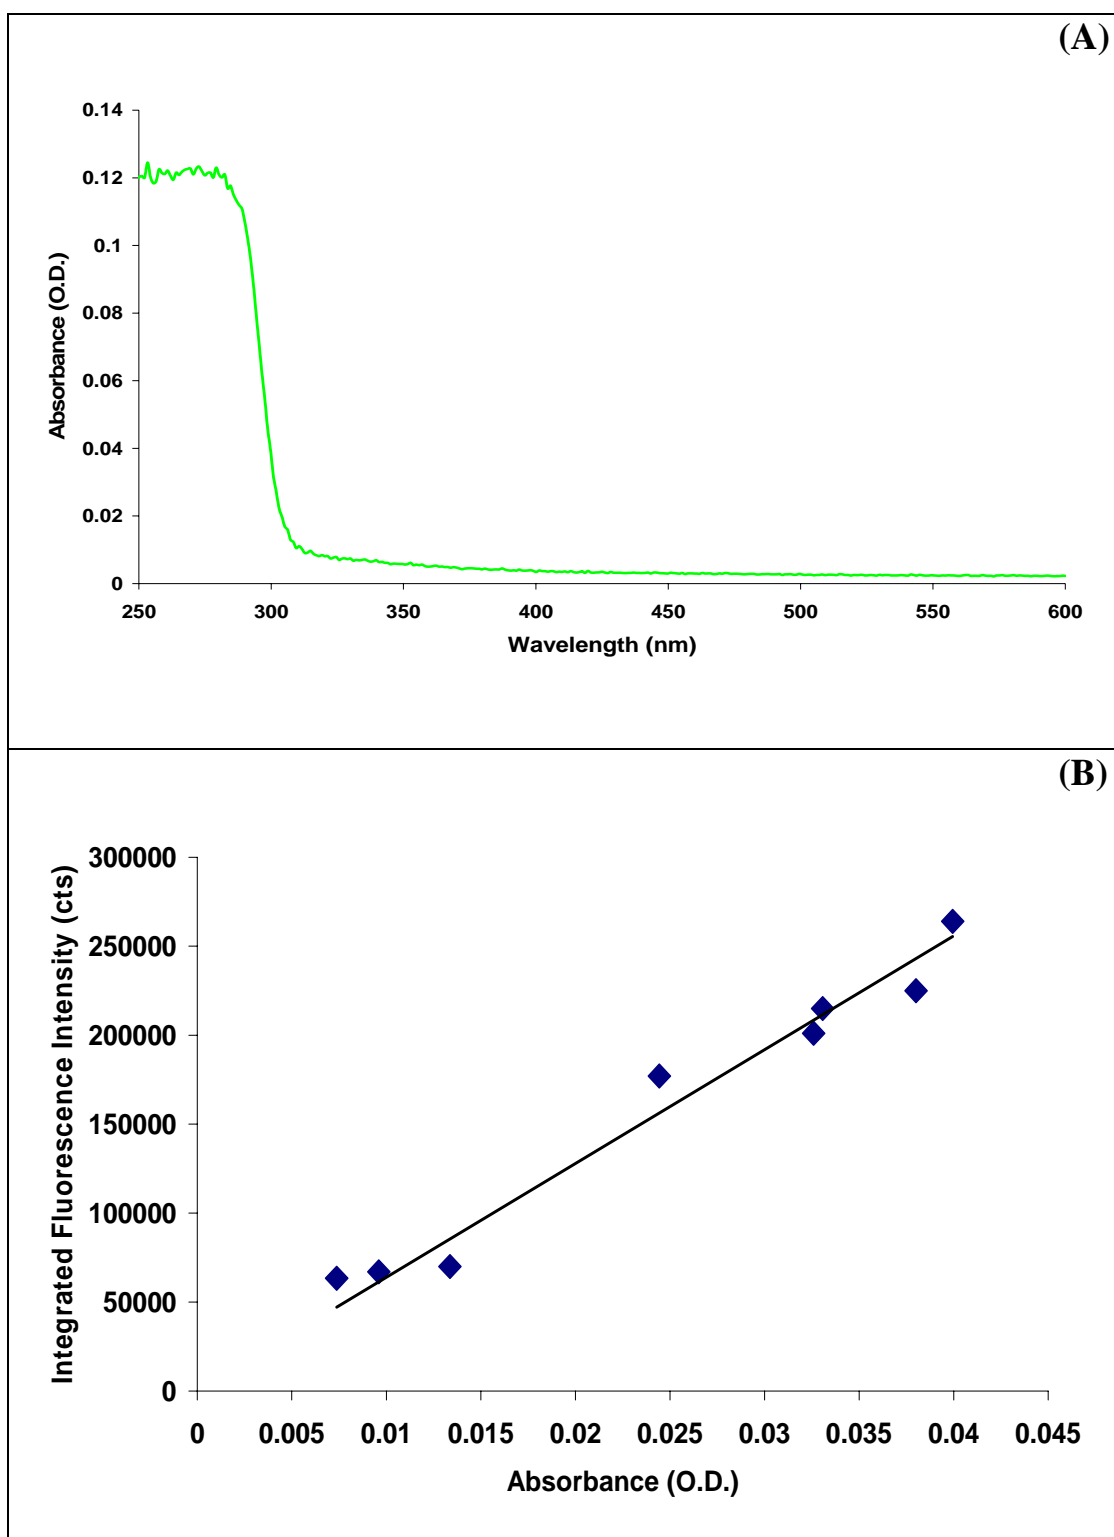 (A)
0.14
0.12
0.1
0.08
0.06
0.04
0.02
0
Absorbance (O.D.)
250 300 350 400 450 500 550 600
Wavelength (nm)
(B)
300000
250000
200000
150000
100000
50000
0
Integrated Fluorescence Intensity (cts)
0 0.005 0.01 0.015 0.02 0.025 0.03 0.035 0.04 0.045
Absorbance (O.D.)